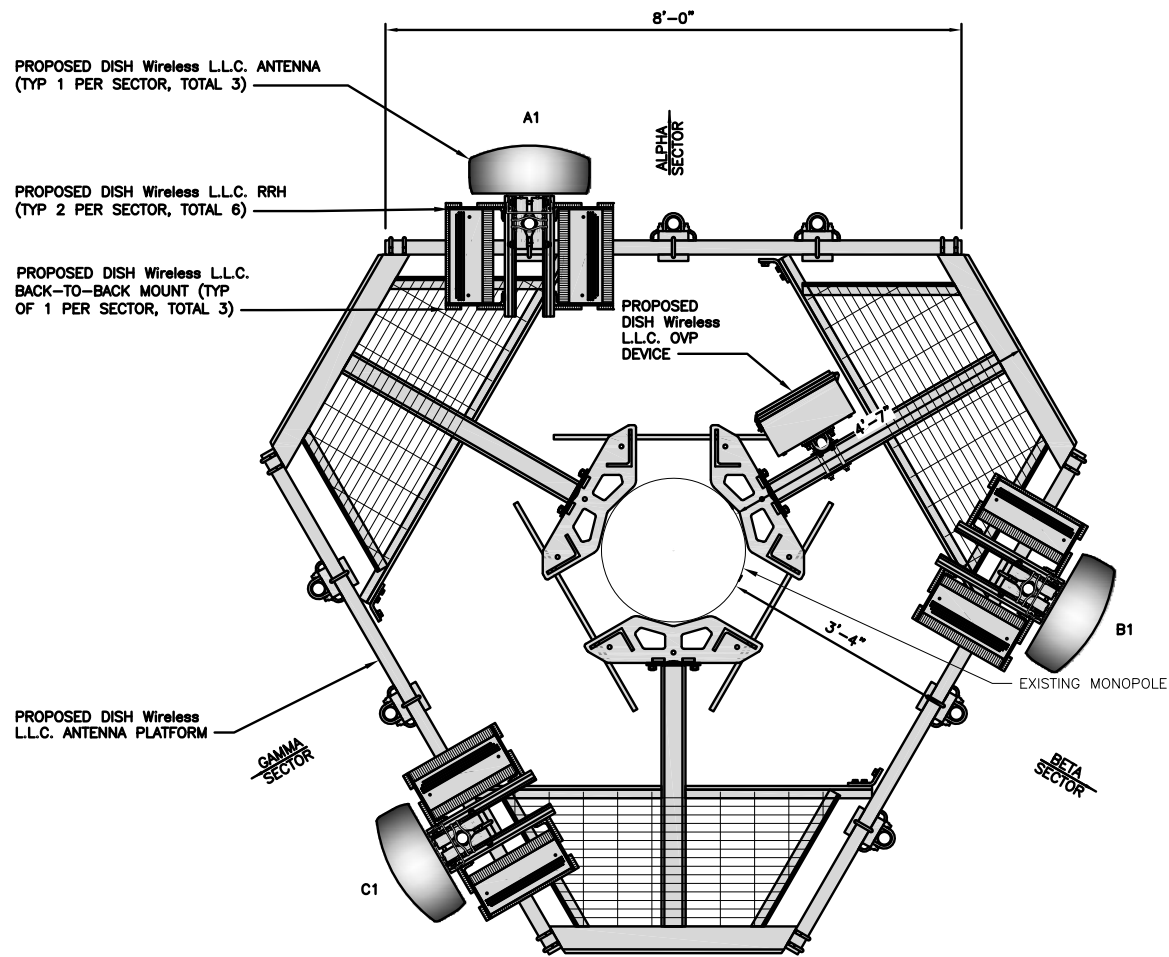 8'-0"
PROPOSED DISH Wireless L.L.C. ANTENNA
(TYP 1 PER SECTOR, TOTAL 3)
A1
ALPHA
SECTOR
PROPOSED DISH Wireless L.L.C. RRH
(TYP 2 PER SECTOR, TOTAL 6)
PROPOSED DISH Wireless L.L.C.
BACK-TO-BACK MOUNT (TYP
OF 1 PER SECTOR, TOTAL 3)
PROPOSED
DISH Wireless
L.L.C. OVP
DEVICE
4'-7"
3'-4"
B1
EXISTING MONOPOLE
PROPOSED DISH Wireless
L.L.C. ANTENNA PLATFORM
GAMMA
SECTOR
BETA
SECTOR
C1